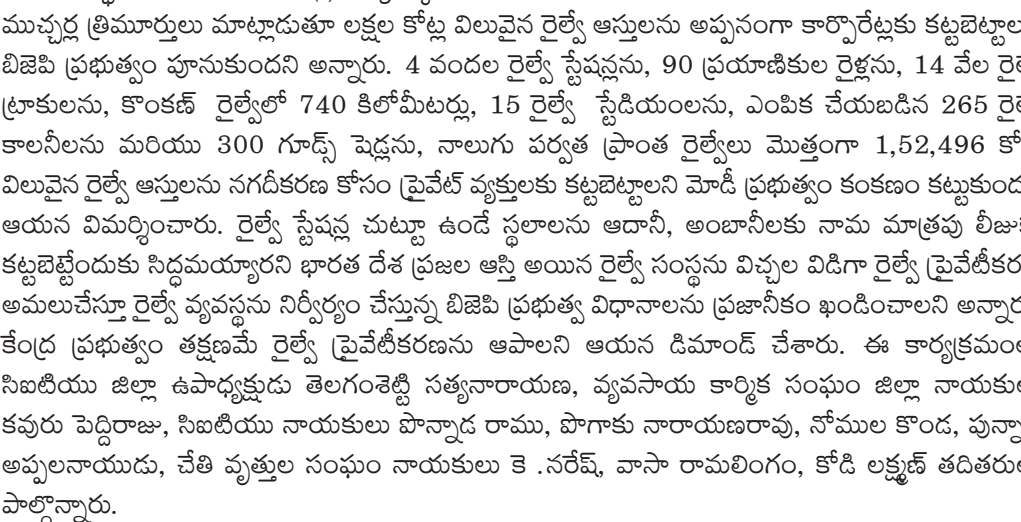 ముచ్చర్ల త్రిమూర్తులు మాట్లాడుతూ లక్షల కోట్ల విలువైన రైల్వే ఆస్తులను అప్పనంగా కార్పొరేట్లకు కట్టబెట్టాల
బిజెపి ప్రభుత్వం పూనుకుందని అన్నారు. 4 వందల రైల్వే స్టేషన్లను, 90 ప్రయాణికుల రైళ్లను, 14 వేల రైల్
ట్రాకులను, కొంకణ్ రైల్వేలో 740 కిలోమీటర్లు, 15 రైల్వే స్టేడియంలను, ఎంపిక చేయబడిన 265 రైల్
కాలనీలను మరియు 300 గూడ్స్ షెడ్లను, నాలుగు పర్వత ప్రాంత రైల్వేలు మొత్తంగా 1,52,496 కో
విలువైన రైల్వే ఆస్తులను నగదీకరణ కోసం ప్రైవేట్ వ్యక్తులకు కట్టబెట్టాలని మోడీ ప్రభుత్వం కంకణం కట్టుకుంద
ఆయన విమర్శించారు. రైల్వే స్టేషన్ల చుట్టూ ఉండే స్థలాలను ఆదానీ, అంబానీలకు నామ మాత్రపు లీజుక
కట్టబెట్టేందుకు సిద్ధమయ్యారని భారత దేశ ప్రజల ఆస్తి అయిన రైల్వే సంస్థను విచ్చల విడిగా రైల్వే ప్రైవేటీకర
అమలుచేస్తూ రైల్వే వ్యవస్థను నిర్వీర్యం చేస్తున్న బిజెపి ప్రభుత్వ విధానాలను ప్రజానీకం ఖండించాలని అన్నార
కేంద్ర ప్రభుత్వం తక్షణమే రైల్వే ప్రైవేటీకరణను ఆపాలని ఆయన డిమాండ్ చేశారు. ఈ కార్యక్రమంల
సిఐటియు జిల్లా ఉపాధ్యక్షుడు తెలగంశెట్టి సత్యనారాయణ, వ్యవసాయ కార్మిక సంఘం జిల్లా నాయకుల
కవురు పెద్దిరాజు, సిఐటియు నాయకులు పొన్నాడ రాము, పొగాకు నారాయణరావు, నోముల కొండ, పున్నా
అప్పలనాయుడు, చేతి వృత్తుల సంఘం నాయకులు కె .నరేష్, వాసా రామలింగం, కోడి లక్ష్మణ్ తదితరుల
పాల్గొన్నారు.